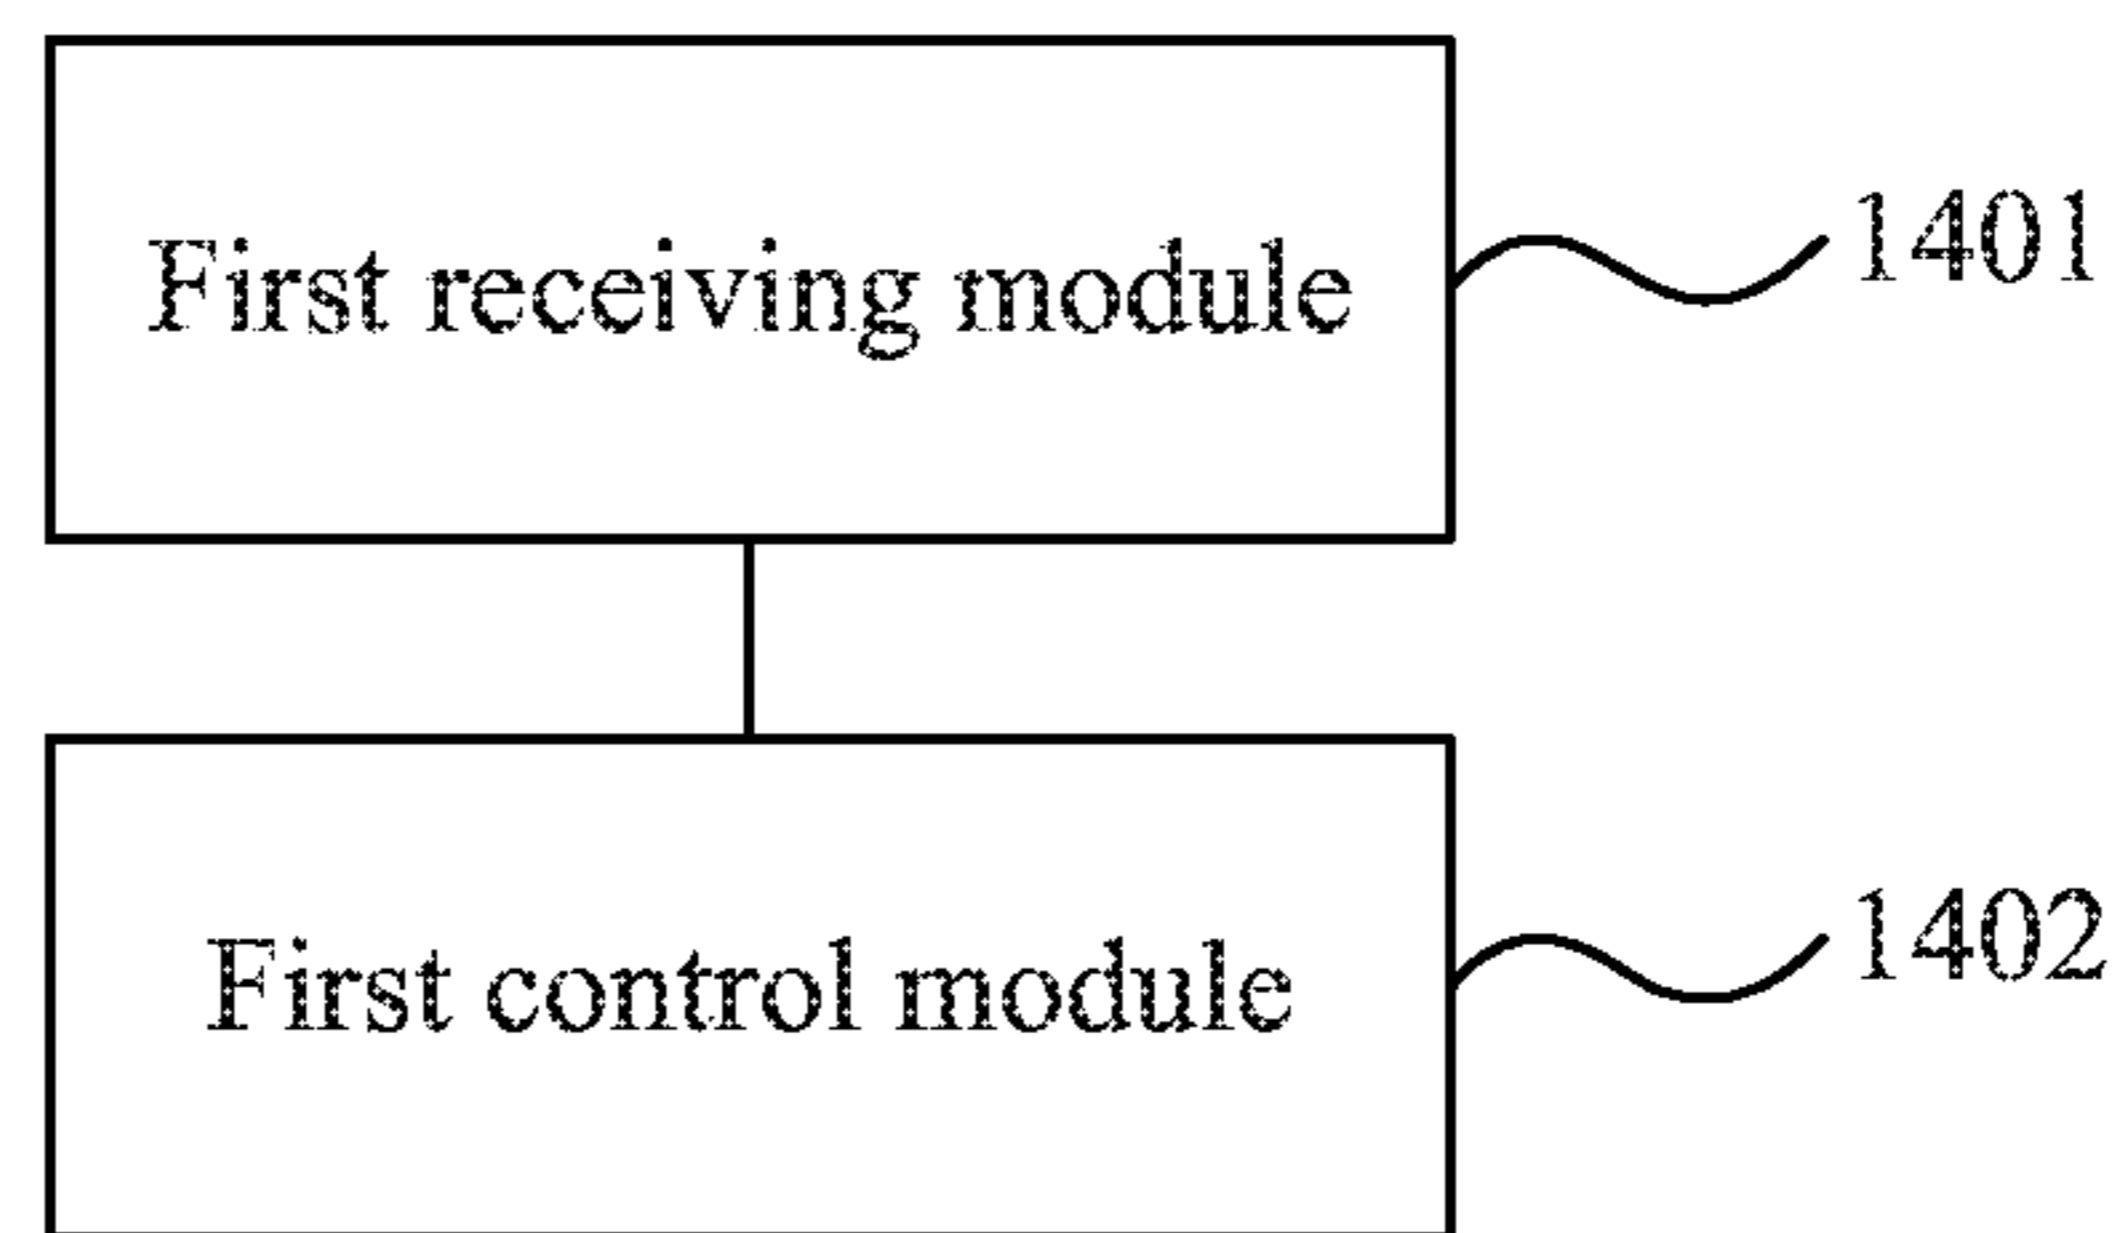 First receiving module
1401
First control module
1402